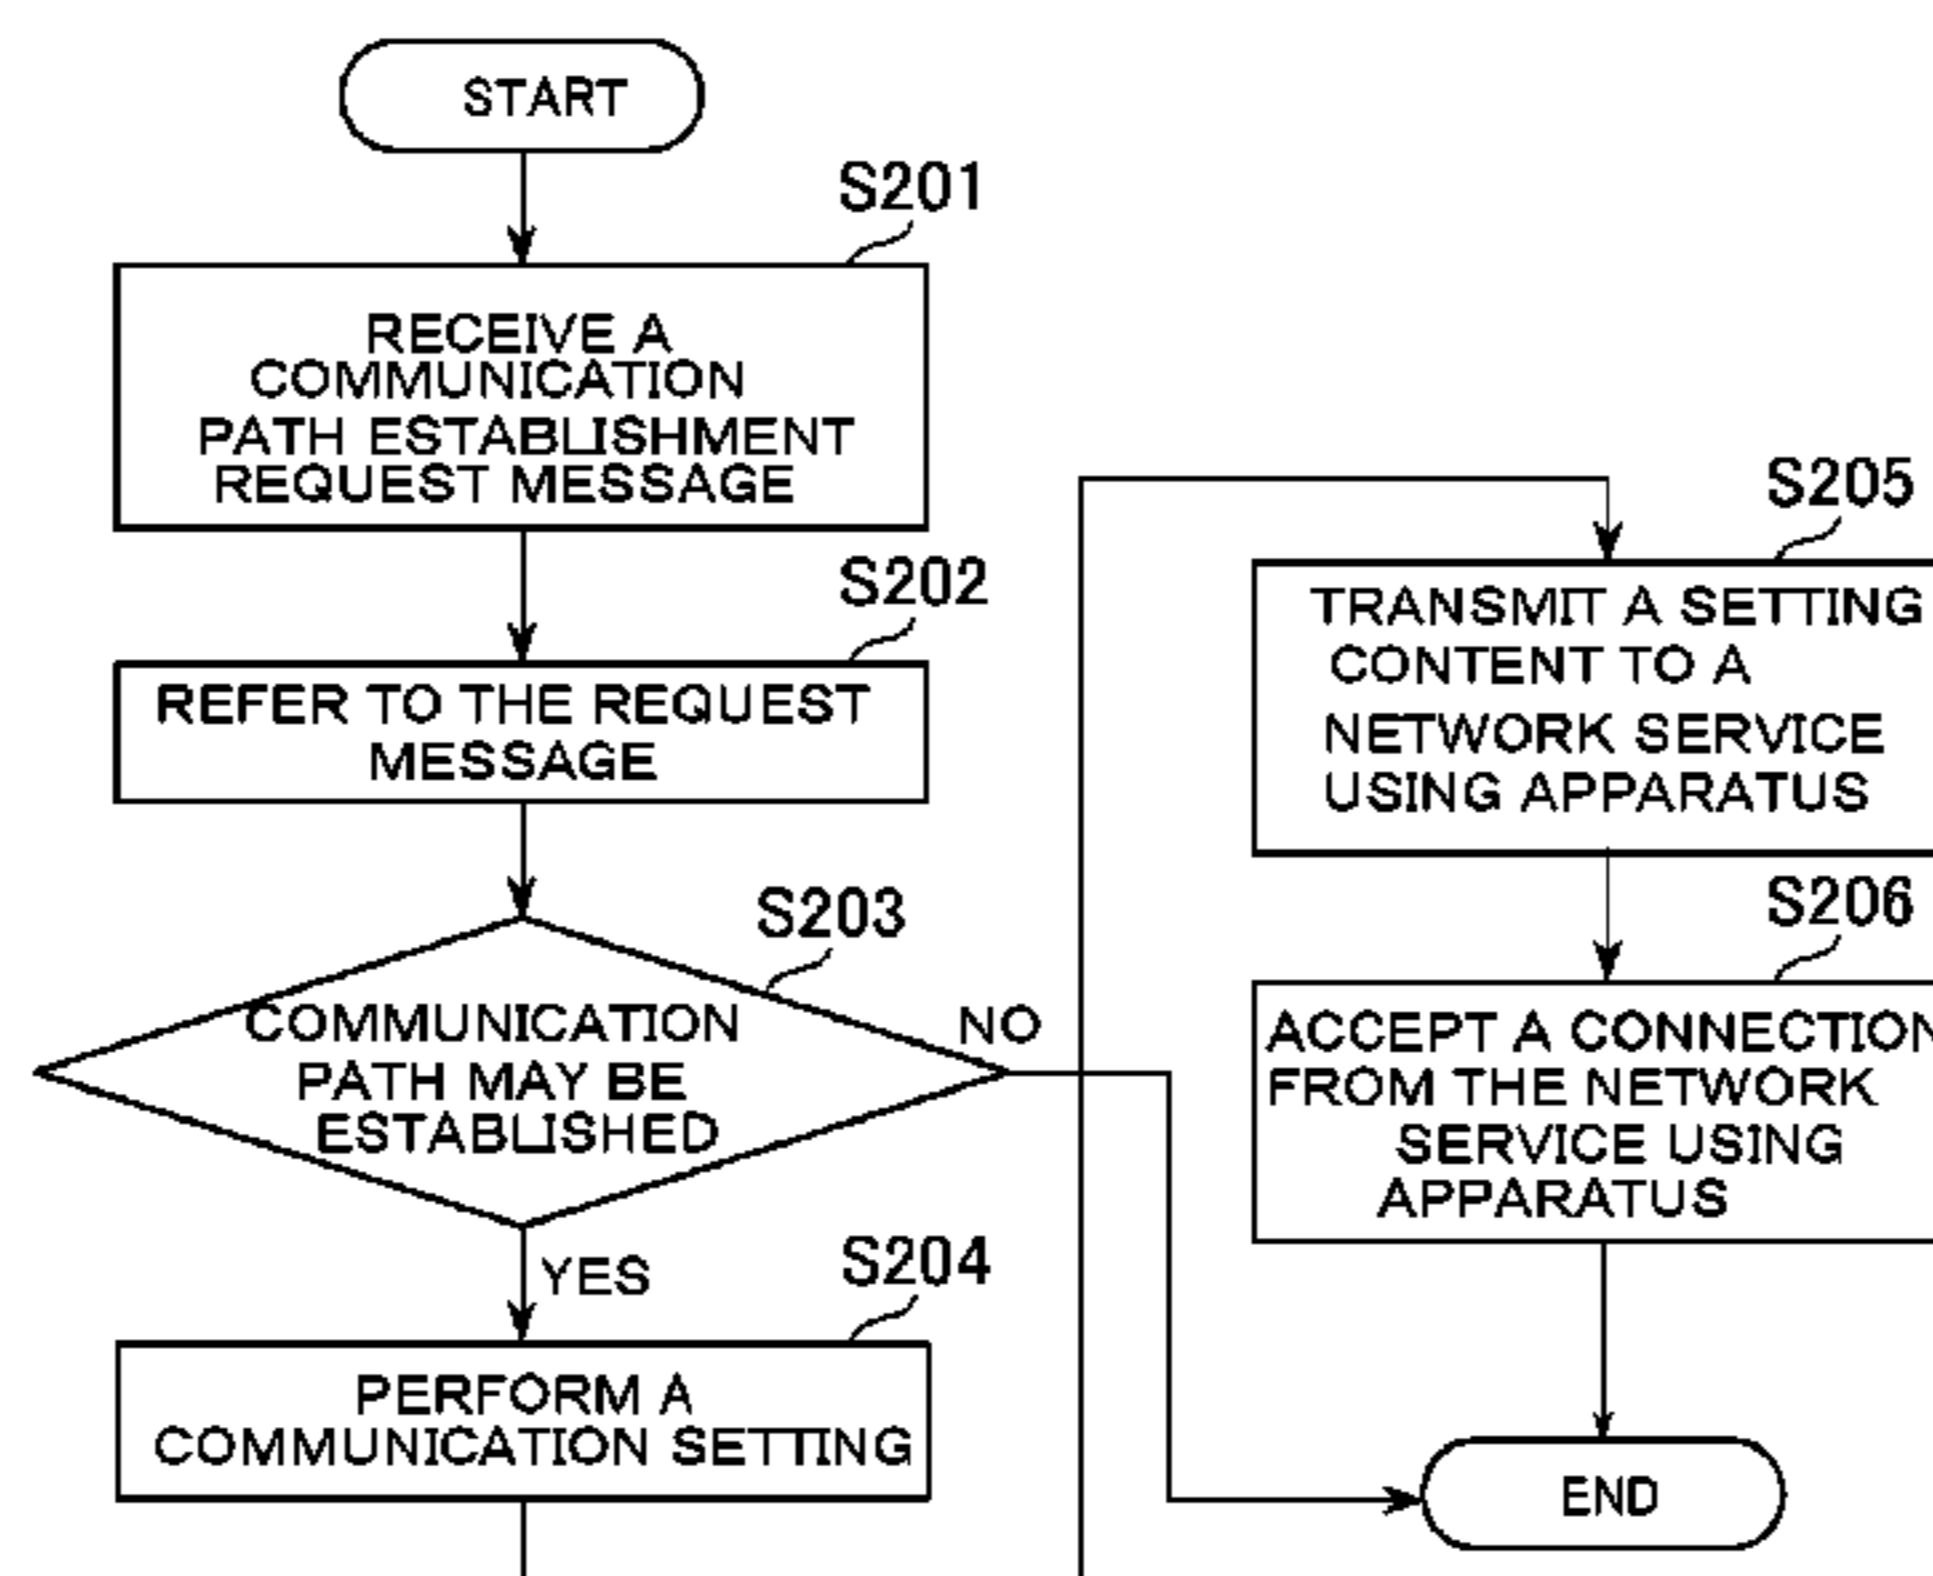 START
S201
RECEIVE A
COMMUNICATION
PATH ESTABLISHMENT
REQUEST MESSAGE
S202
REFER TO THE REQUEST
MESSAGE
S203
COMMUNICATION
PATH MAY BE
ESTABLISHED
NO
YES
S204
PERFORM A
COMMUNICATION SETTING
S205
TRANSMIT A SETTING
CONTENT TO A
NETWORK SERVICE
USING APPARATUS
S206
ACCEPT A CONNECTION
FROM THE NETWORK
SERVICE USING
APPARATUS
END